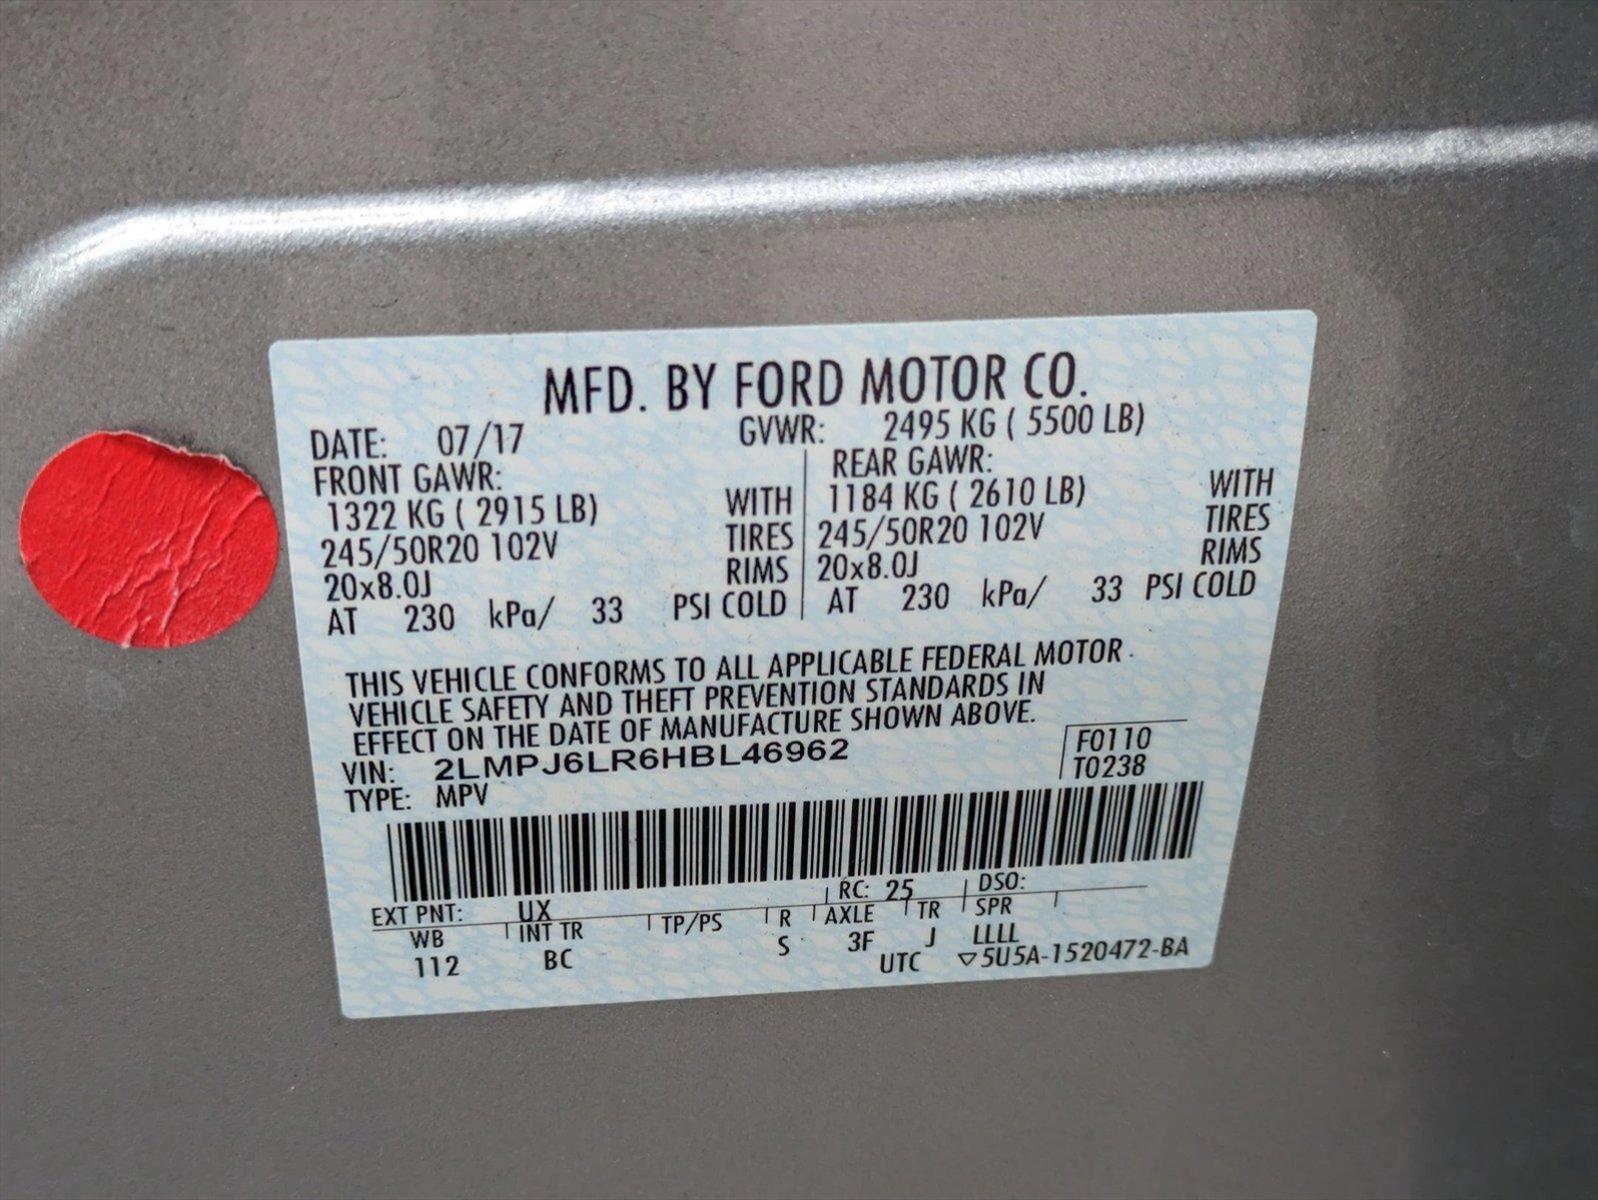 MFD. BY FORD MOTOR CO.
DATE: 07/17 GVWR: 2495 KG ( 5500 LB)
FRONT GAWR: REAR GAWR:
1322 KG ( 2915 LB) WITH 1184 KG ( 2610 LB) WITH
245/50R20 102V TIRES 245/50R20 102V TIRES
20x8.0J RIMS 20x8.0J RIMS
AT 230 kPa/ 33 PSI COLD AT 230 kPa/ 33 PSI COLD
THIS VEHICLE CONFORMS TO ALL APPLICABLE FEDERAL MOTOR
VEHICLE SAFETY AND THEFT PREVENTION STANDARDS IN
EFFECT ON THE DATE OF MANUFACTURE SHOWN ABOVE.
VIN: 2LMPJ6LR6HBL46962 F0110
TYPE: MPV T0238
EXT PNT: UX RC: 25 DSO:
WB INT TR TP/PS R AXLE TR SPR
112 BC S 3F J LLLL
UTC ▽5U5A-1520472-BA